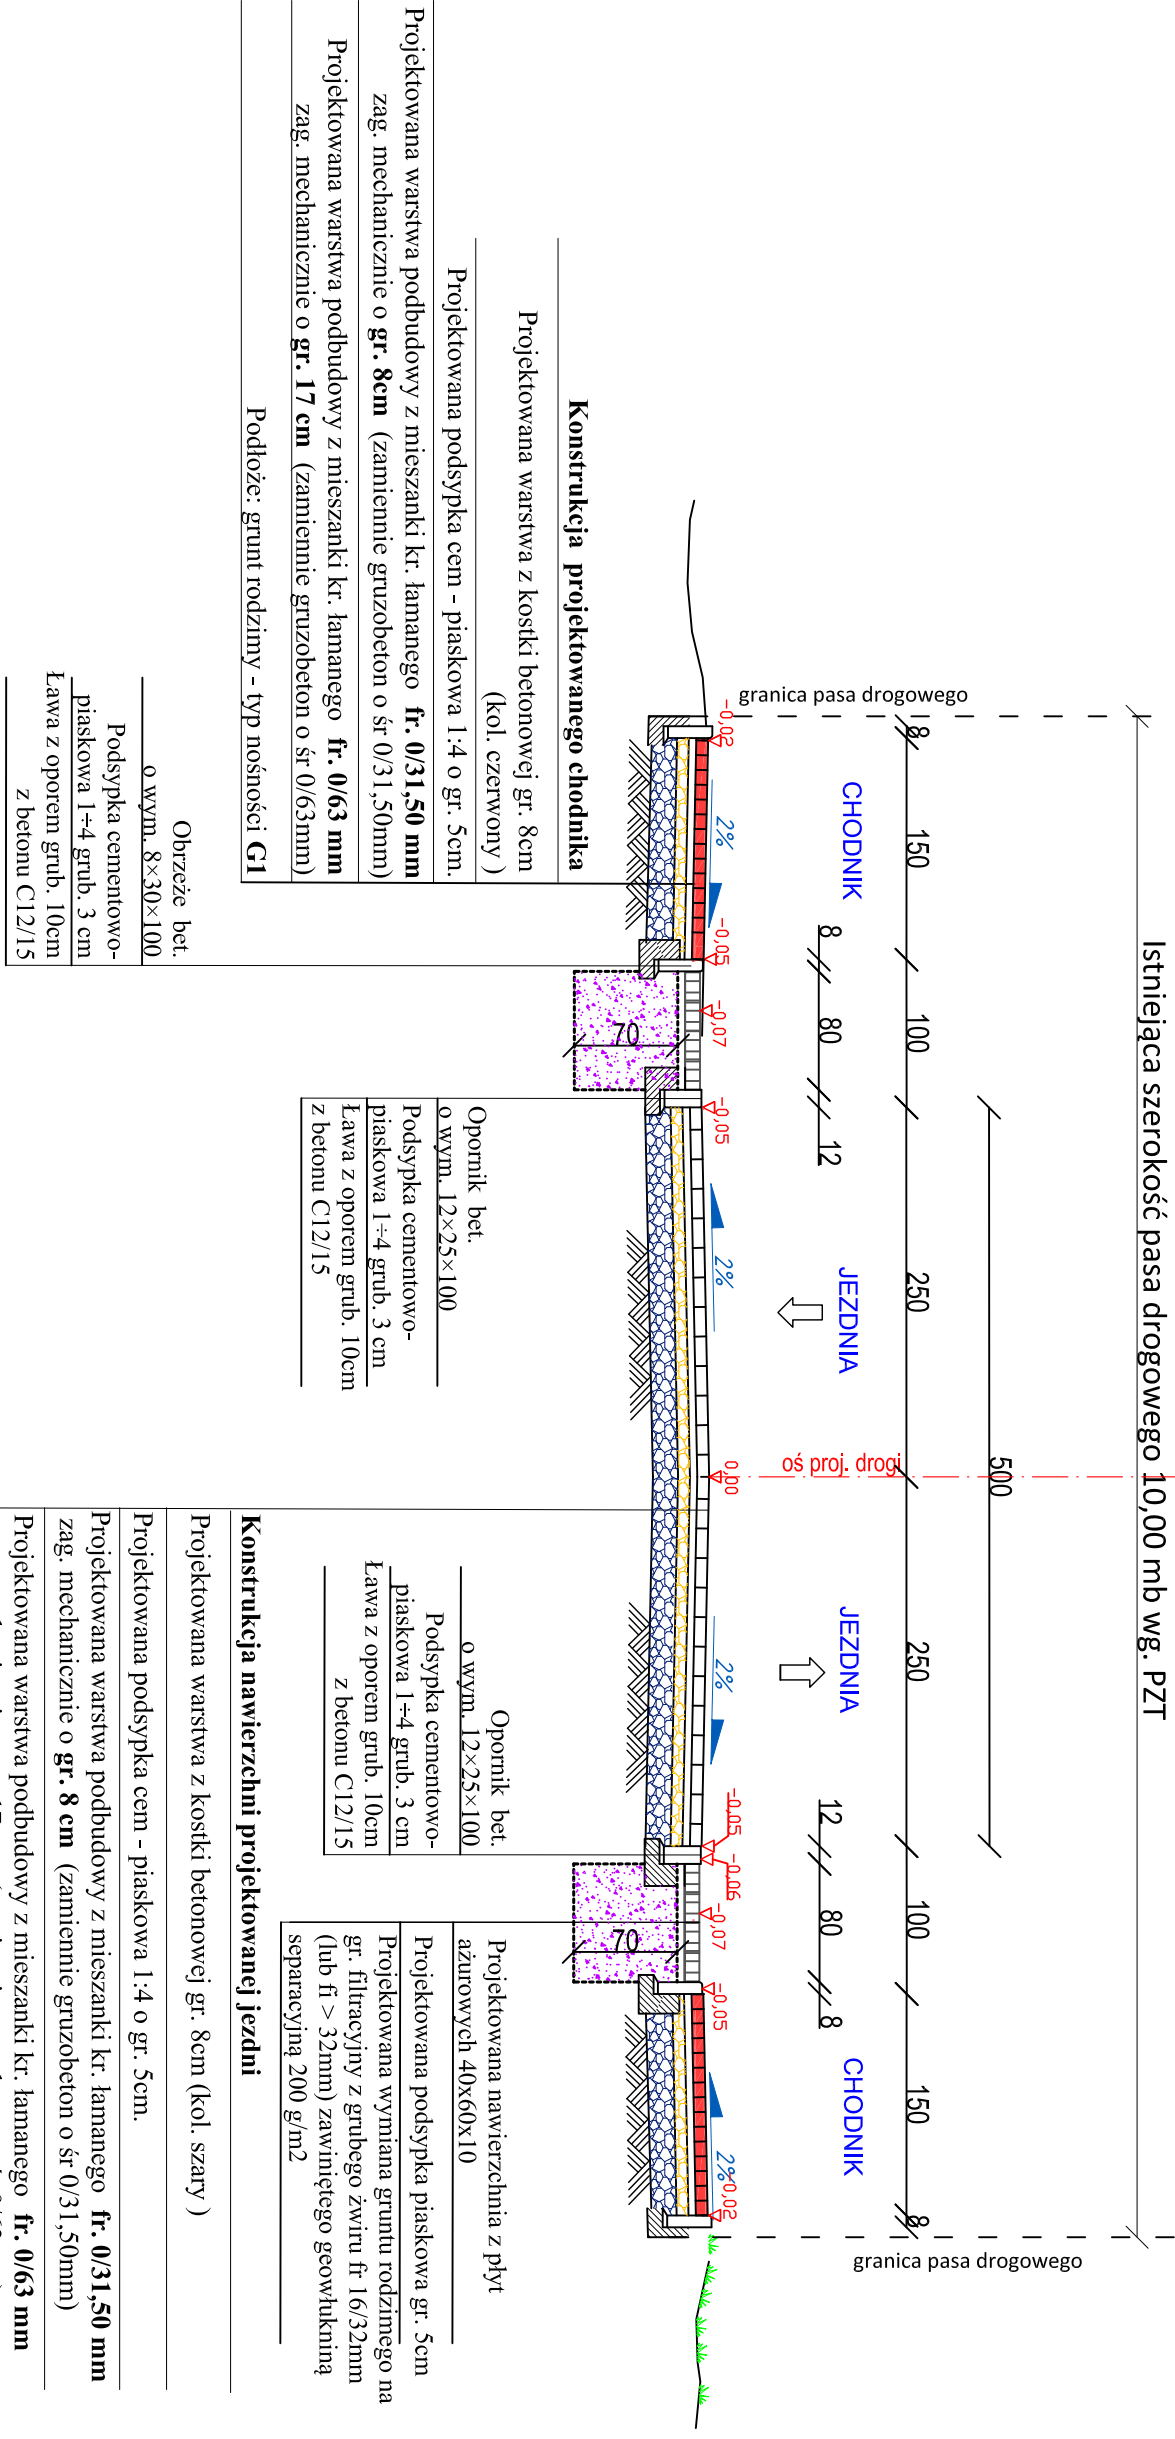 Istniejąca szerokość pasa drogowego 10,00 mb wg. PZT
500
8
150
100
250
250
100
150
8
granica pasa drogowego
granica pasa drogowego
CHODNIK
JEZDNIA
oś proj. drogi
JEZDNIA
CHODNIK
8
80
12
12
80
8
-0,02
2%
-0,05
-0,07
-0,05
2%
0,00
2%
-0,05
-0,06
-0,07
-0,05
2%
-0,02
70
70
Konstrukcja projektowanego chodnika
Projektowana warstwa z kostki betonowej gr. 8cm
(kol. czerwony )
Projektowana podsypka cem - piaskowa 1:4 o gr. 5cm.
Projektowana warstwa podbudowy z mieszanki kr. łamanego fr. 0/31,50 mm
zag. mechanicznie o gr. 8cm (zamiennie gruzobeton o śr 0/31,50mm)
Projektowana warstwa podbudowy z mieszanki kr. łamanego fr. 0/63 mm
zag. mechanicznie o gr. 17 cm (zamiennie gruzobeton o śr 0/63mm)
Podłoże: grunt rodzimy - typ nośności G1
Obrzeże bet.
o wym. 8×30×100
Podsypka cementowo-
piaskowa 1÷4 grub. 3 cm
Ława z oporem grub. 10cm
z betonu C12/15
Opornik bet.
o wym. 12×25×100
Podsypka cementowo-
piaskowa 1÷4 grub. 3 cm
Ława z oporem grub. 10cm
z betonu C12/15
Opornik bet.
o wym. 12×25×100
Podsypka cementowo-
piaskowa 1÷4 grub. 3 cm
Ława z oporem grub. 10cm
z betonu C12/15
Projektowana nawierzchnia z płyt
ażurowych 40x60x10
Projektowana podsypka piaskowa gr. 5cm
Projektowana wymiana gruntu rodzimego na
gr. filtracyjny z grubego żwiru fr 16/32mm
(lub fi > 32mm) zawiniętego geowłukniną
separacyjną 200 g/m2
Konstrukcja nawierzchni projektowanej jezdni
Projektowana warstwa z kostki betonowej gr. 8cm (kol. szary )
Projektowana podsypka cem - piaskowa 1:4 o gr. 5cm.
Projektowana warstwa podbudowy z mieszanki kr. łamanego fr. 0/31,50 mm
zag. mechanicznie o gr. 8 cm (zamiennie gruzobeton o śr 0/31,50mm)
Projektowana warstwa podbudowy z mieszanki kr. łamanego fr. 0/63 mm